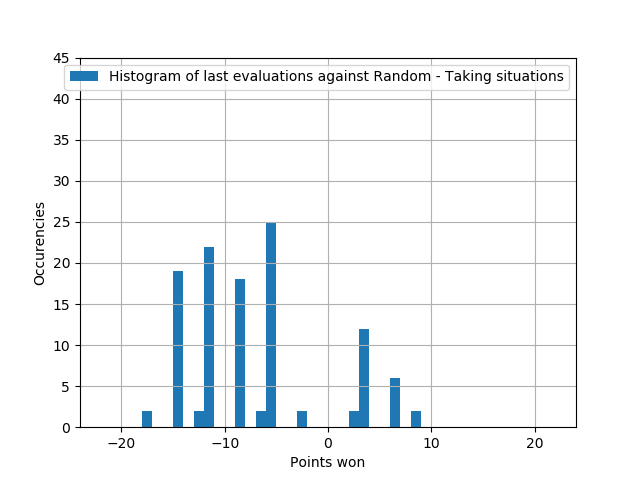 Histogram of last evaluations against Random - Taking situations
45
40
35
30
25
20
15
10
5
0
Occurencies
−20 −10 0 10 20
Points won